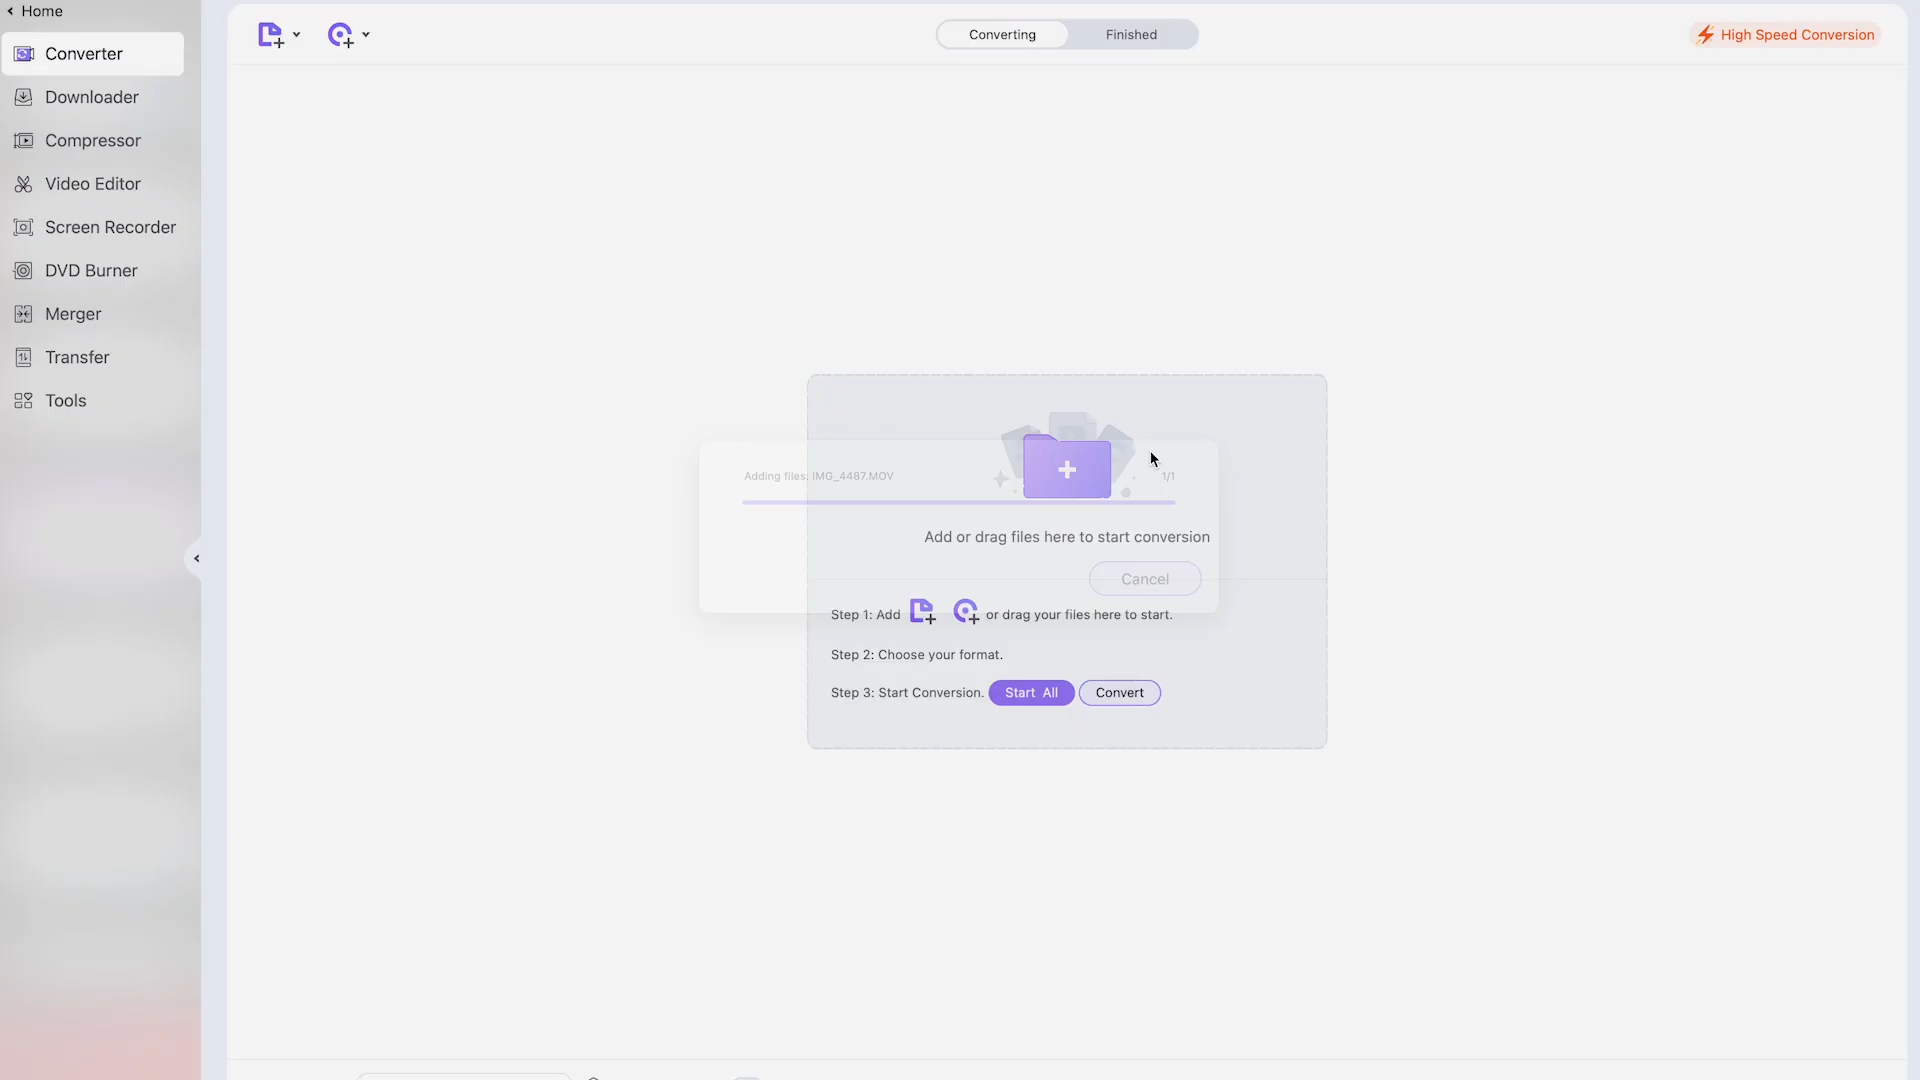 Home
Converter
Downloader
Compressor
Video Editor
Screen Recorder
DVD Burner
Merger
Transfer
Tools
Converting
Finished
High Speed Conversion
Adding files: IMG_4487.MOV
1/1
Add or drag files here to start conversion
Cancel
Step 1: Add or drag your files here to start.
Step 2: Choose your format.
Step 3: Start Conversion. Start All Convert